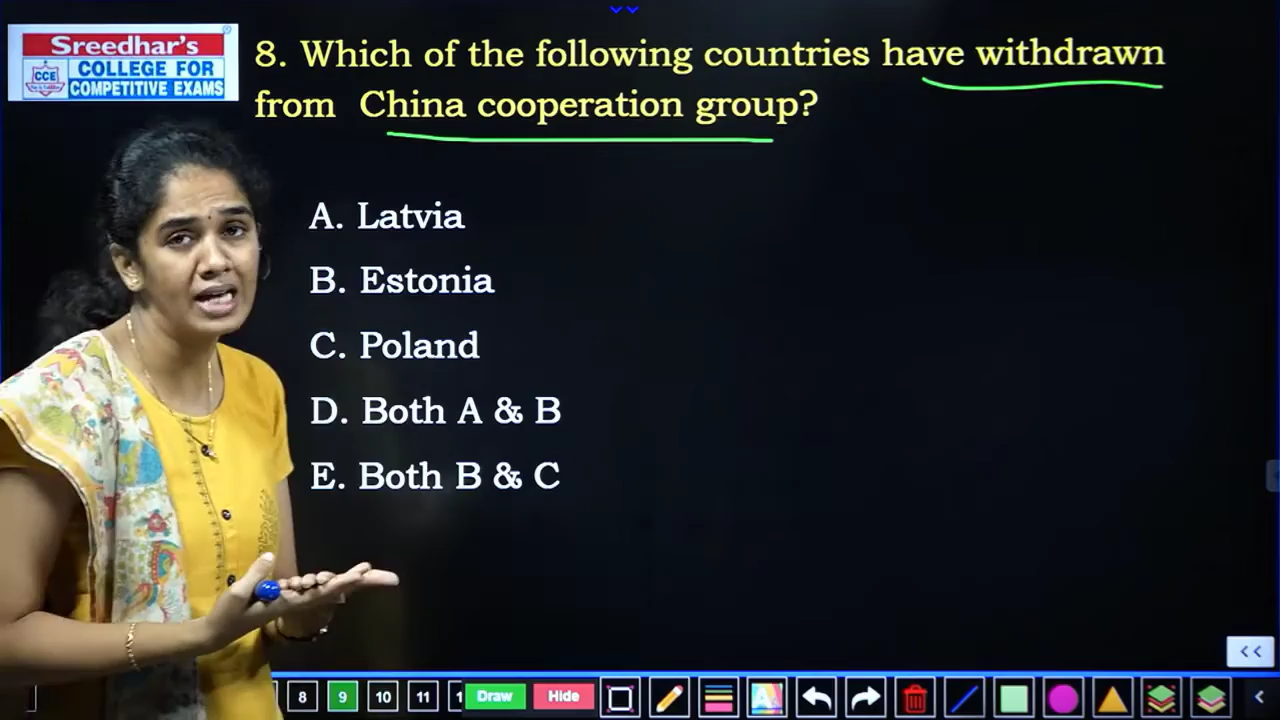 Sreedhar's
CCE
COLLEGE FOR
COMPETITIVE EXAMS
8. Which of the following countries have withdrawn
from China cooperation group?
A. Latvia
B. Estonia
C. Poland
D. Both A & B
E. Both B & C
8 9 10 11 1 Draw Hide